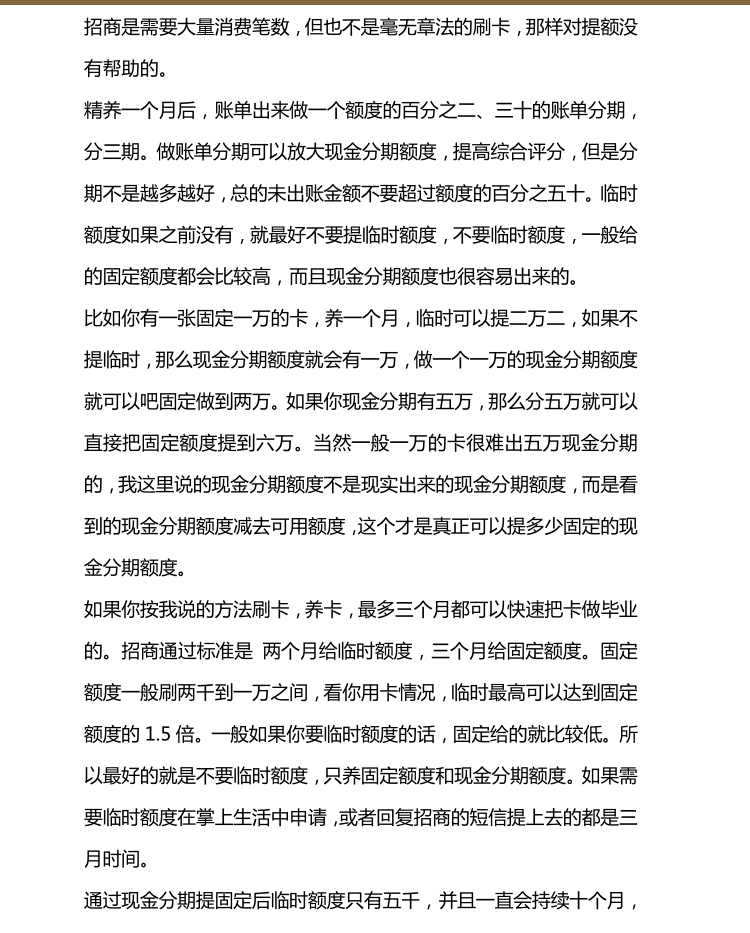 招商是需要大量消费笔数，但也不是毫无章法的刷卡，那样对提额没
有帮助的。
精养一个月后，账单出来做一个额度的百分之二、三十的账单分期，
分三期。做账单分期可以放大现金分期额度，提高综合评分，但是分
期不是越多越好，总的未出账金额不要超过额度的百分之五十。临时
额度如果之前没有，就最好不要提临时额度，不要临时额度，一般给
的固定额度都会比较高，而且现金分期额度也很容易出来的。
比如你有一张固定一万的卡，养一个月，临时可以提二万二，如果不
提临时，那么现金分期额度就会有一万，做一个一万的现金分期额度
就可以吧固定做到两万。如果你现金分期有五万，那么分五万就可以
直接把固定额度提到六万。当然一般一万的卡很难出五万现金分期
的，我这里说的现金分期额度不是现实出来的现金分期额度，而是看
到的现金分期额度减去可用额度，这个才是真正可以提多少固定的现
金分期额度。
如果你按我说的方法刷卡，养卡，最多三个月都可以快速把卡做毕业
的。招商通过标准是 两个月给临时额度，三个月给固定额度。固定
额度一般刷两千到一万之间，看你用卡情况，临时最高可以达到固定
额度的 1.5 倍。一般如果你要临时额度的话，固定给的就比较低。所
以最好的就是不要临时额度，只养固定额度和现金分期额度。如果需
要临时额度在掌上生活中申请，或者回复招商的短信提上去的都是三
月时间。
通过现金分期提固定后临时额度只有五千，并且一直会持续十个月，